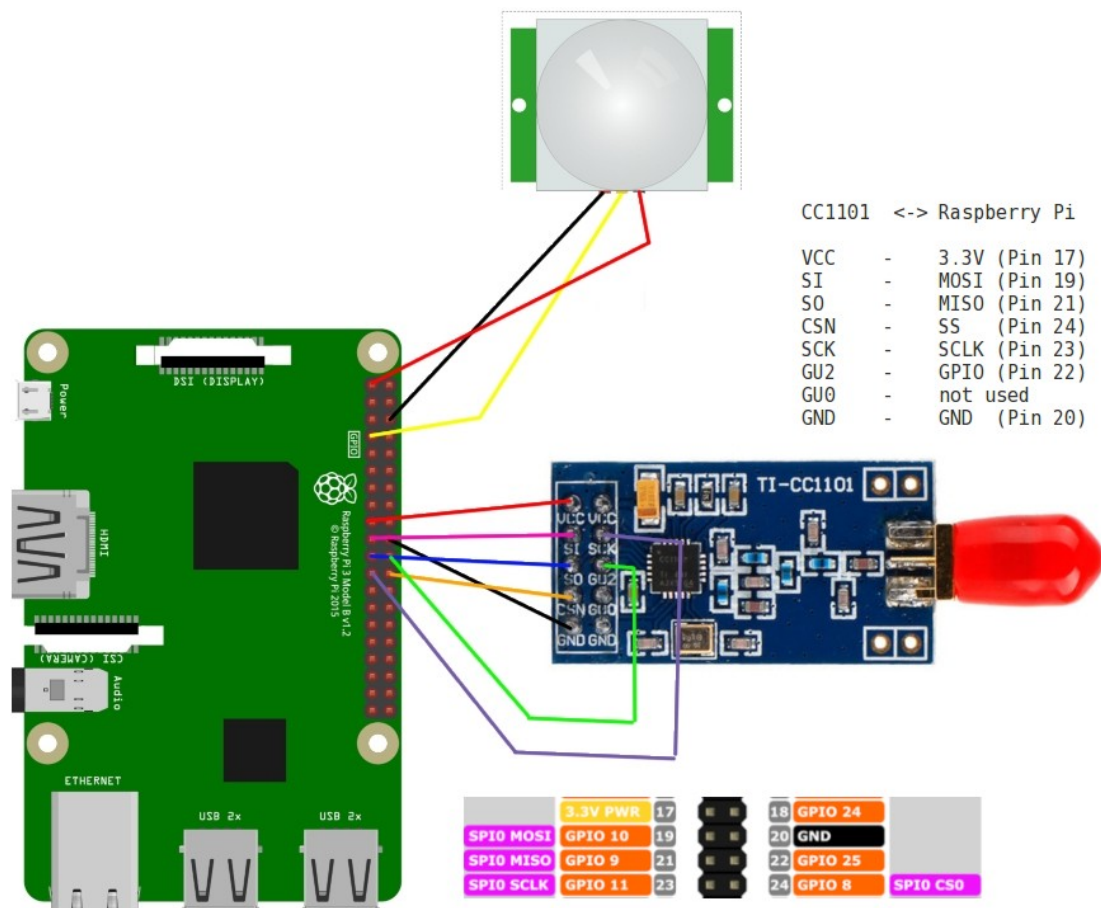 CC1101 <-> Raspberry Pi
VCC - 3.3V (Pin 17)
SI - MOSI (Pin 19)
SO - MISO (Pin 21)
CSN - SS (Pin 24)
SCK - SCLK (Pin 23)
GU2 - GPIO (Pin 22)
GU0 - not used
GND - GND (Pin 20)
DSI (DISPLAY)
Power
GPIO
HDMI
Raspberry Pi 3 Model B v1.2
© Raspberry Pi 2015
CSI (CAMERA)
Audio
ETHERNET
USB 2x
USB 2x
TI-CC1101
VCC VCC
SI SCK
SO GU2
CSN GUO
GND GND
3.3V PWR 17 18 GPIO 24
SPI0 MOSI GPIO 10 19 20 GND
SPI0 MISO GPIO 9 21 22 GPIO 25
SPI0 SCLK GPIO 11 23 24 GPIO 8 SPI0 CS0